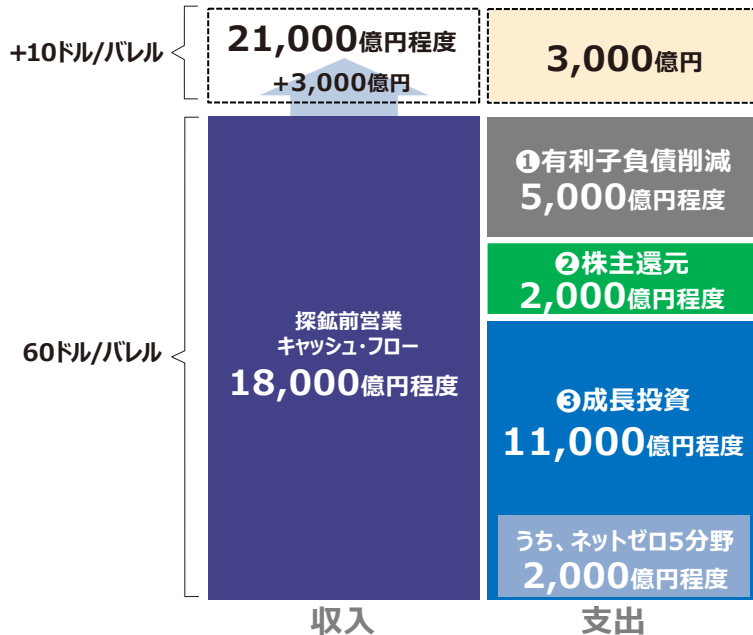 +10ドル/バレル
21,000億円程度
+3,000億円
3,000億円
60ドル/バレル
探鉱前営業
キャッシュ・フロー
18,000億円程度
❶有利子負債削減
5,000億円程度
❷株主還元
2,000億円程度
❸成長投資
11,000億円程度
うち、ネットゼロ5分野
2,000億円程度
収入
支出